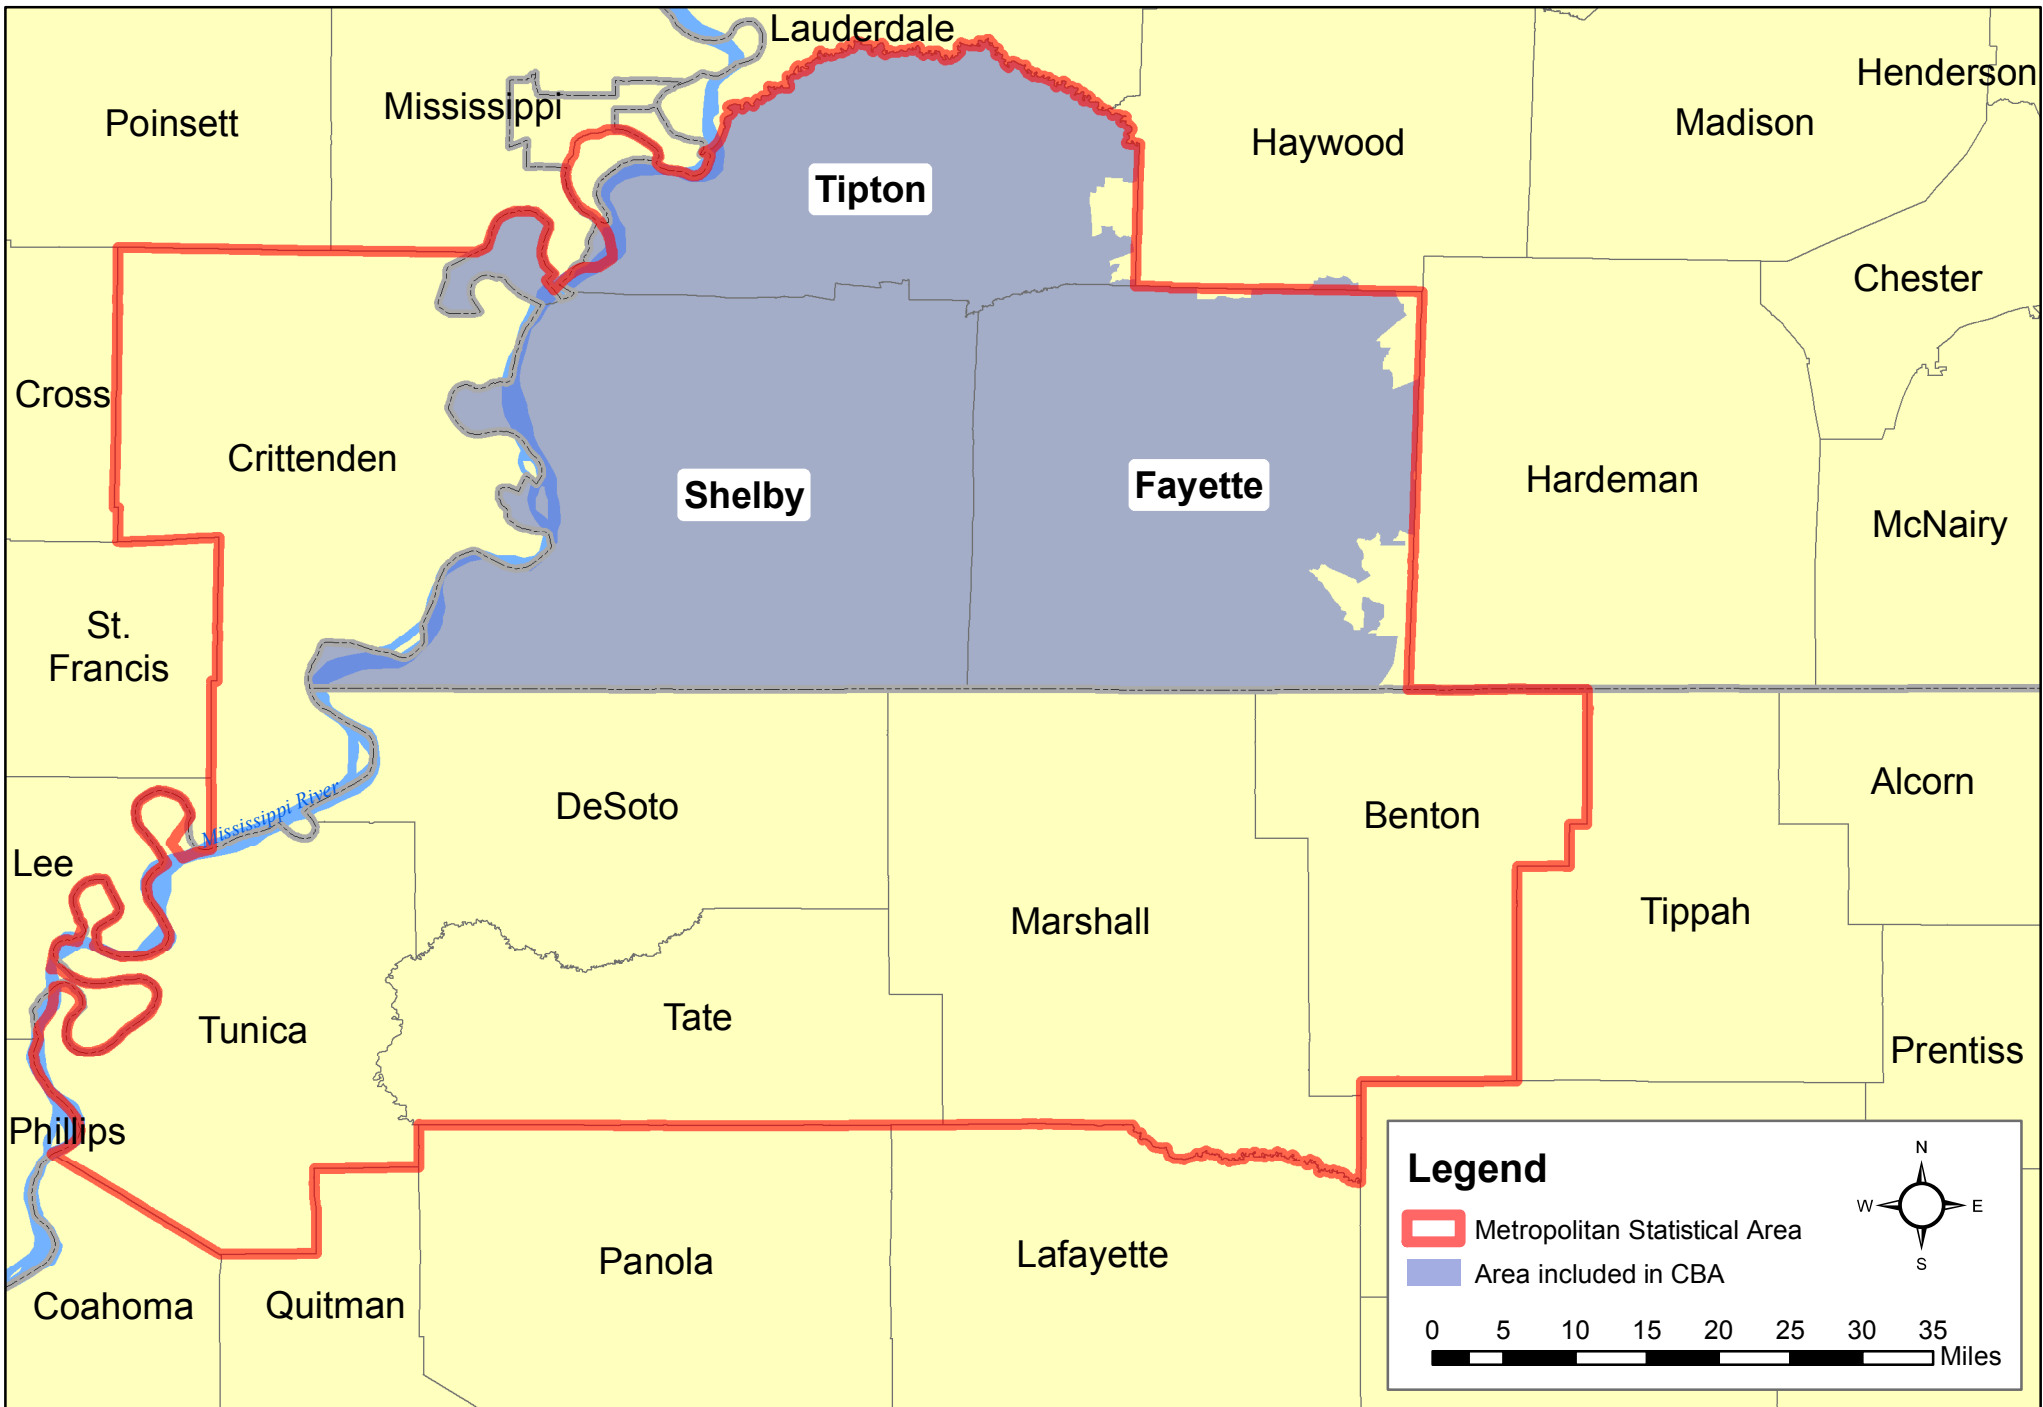 Lauderdale
Henderson
Poinsett
Mississippi
Madison
Haywood
Tipton
Chester
Cross
Crittenden
Shelby
Fayette
Hardeman
McNairy
St.
Francis
Mississippi River
DeSoto
Benton
Alcorn
Lee
Marshall
Tippah
Tunica
Tate
Prentiss
Phillips
Panola
Lafayette
Coahoma
Quitman
Legend
N
W
E
S
Metropolitan Statistical Area
Area included in CBA
0 5 10 15 20 25 30 35
Miles